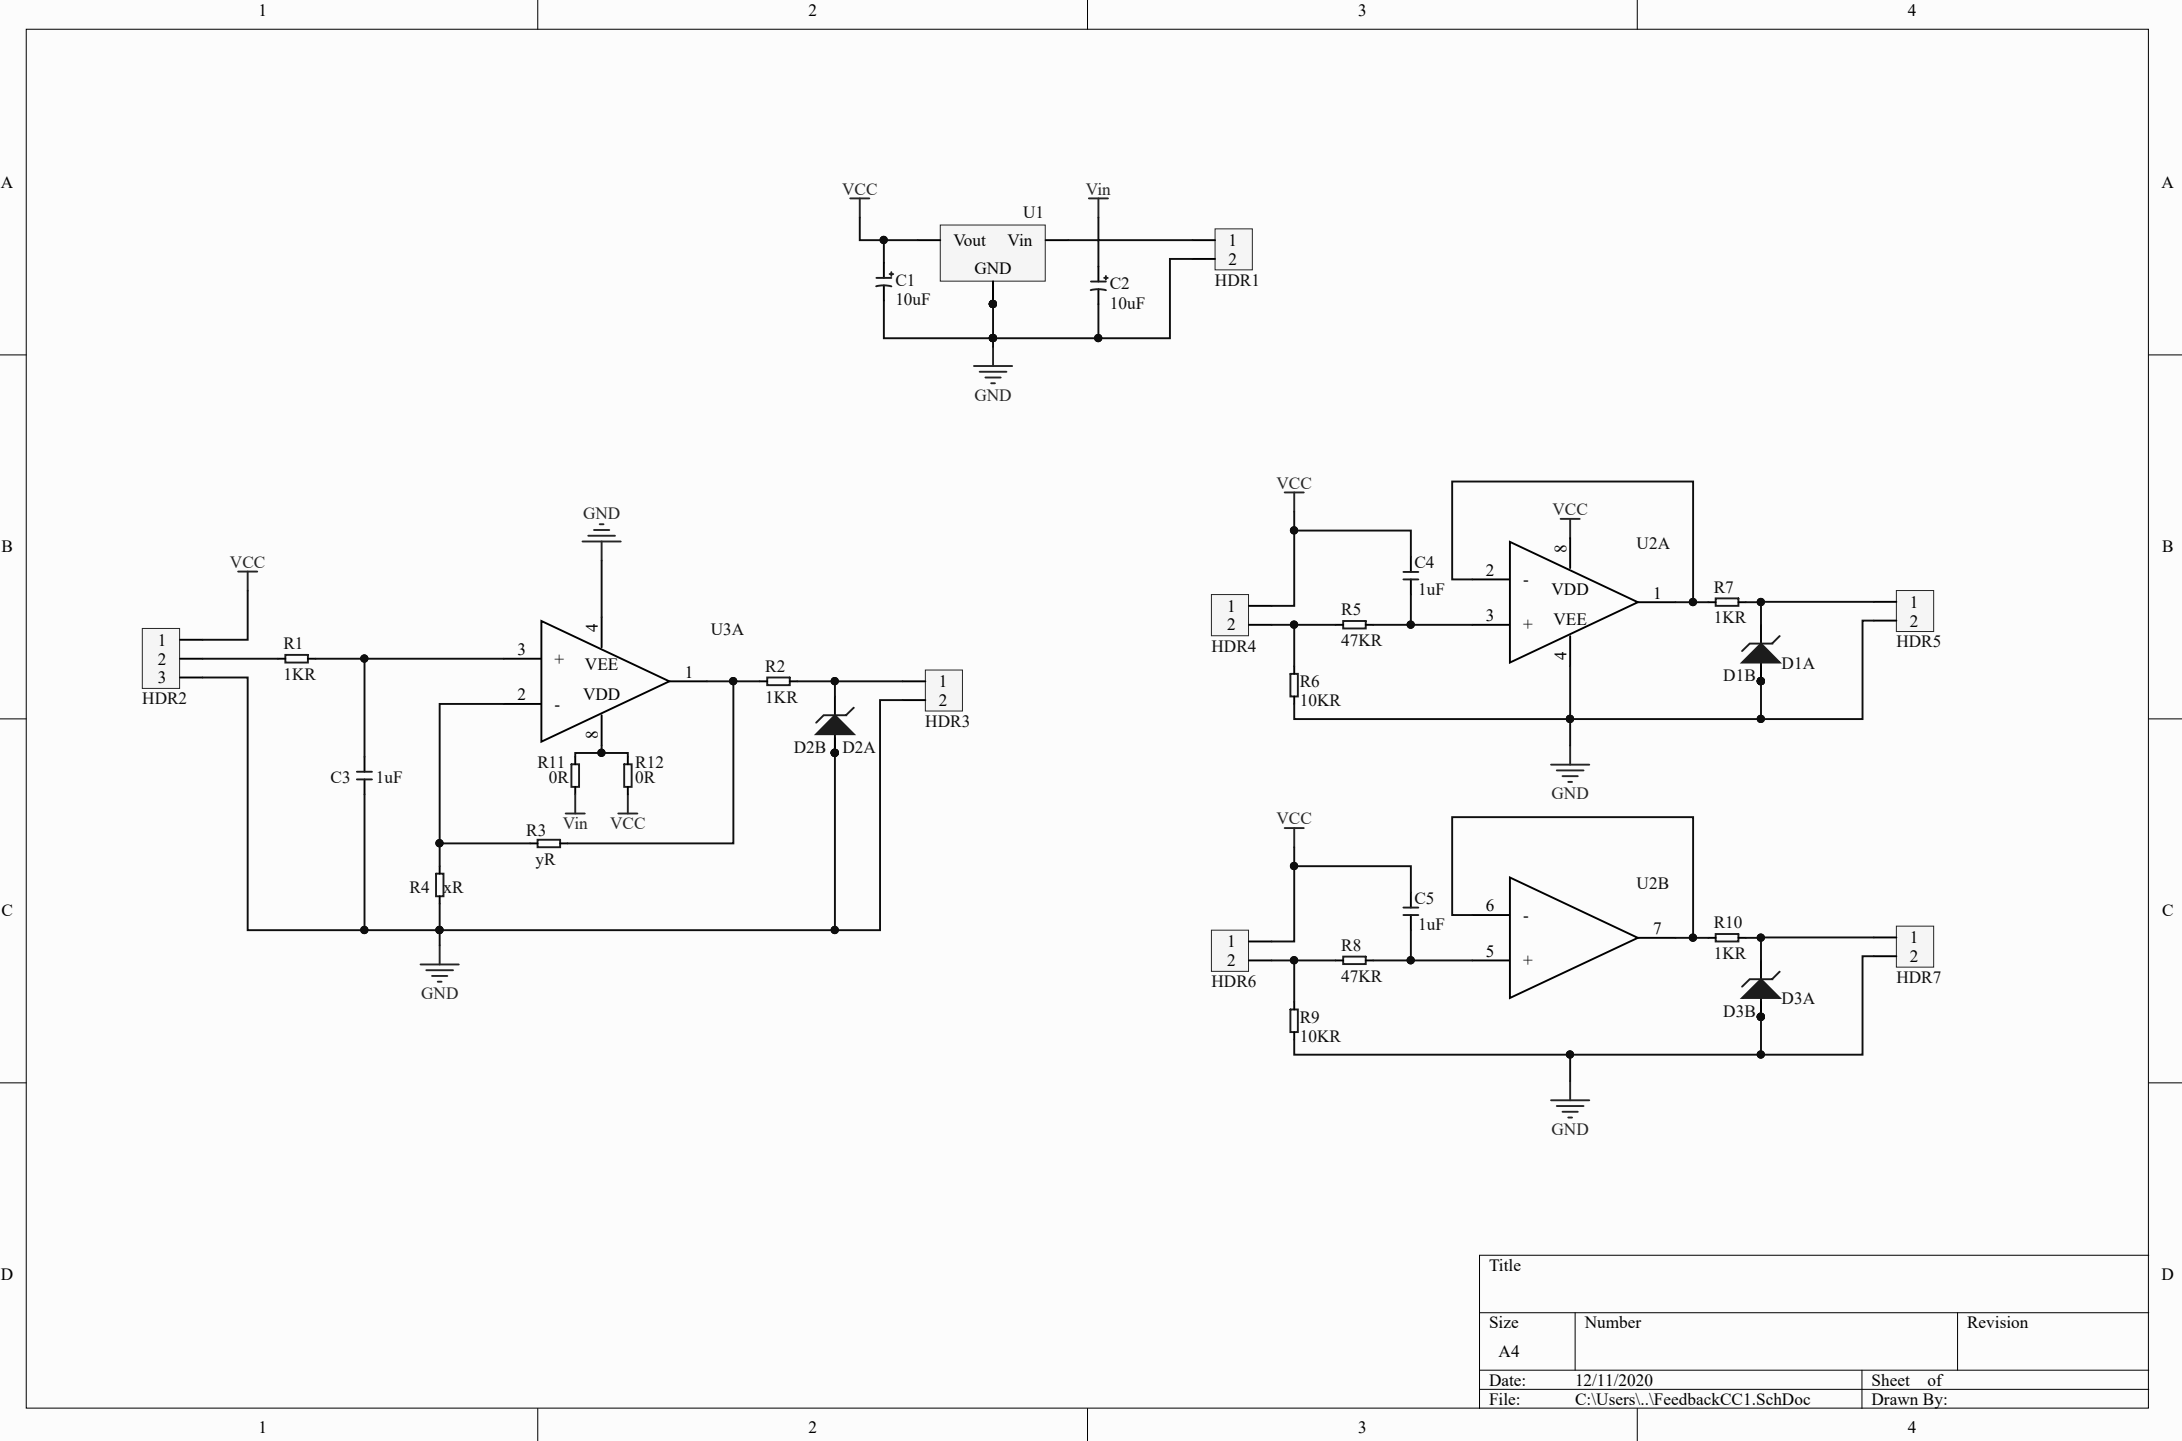 1 2 3 4
A A
VCC Vin
U1
Vout Vin
GND
1
2
HDR1
C1
10uF
C2
10uF
GND
B B
VCC
HDR2
1
2
3
R1
1KR
C3 1uF
GND
4
3
2
+
-
VEE
VDD
8
U3A
1
R11
0R
R12
0R
Vin VCC
R3
yR
R4 xR
GND
R2
1KR
D2B D2A
1
2
HDR3
VCC
1
2
HDR4
C4
1uF
R5
47KR
R6
10KR
VCC
8
2
3
-
+
VDD
VEE
4
U2A
1
R7
1KR
D1A
D1B
1
2
HDR5
GND
C C
VCC
1
2
HDR6
C5
1uF
R8
47KR
R9
10KR
6
5
-
+
U2B
7
R10
1KR
D3A
D3B
1
2
HDR7
GND
D D
Title
Size Number Revision
A4
Date: 12/11/2020 Sheet of
File: C:\Users\..\FeedbackCC1.SchDoc Drawn By:
1 2 3 4